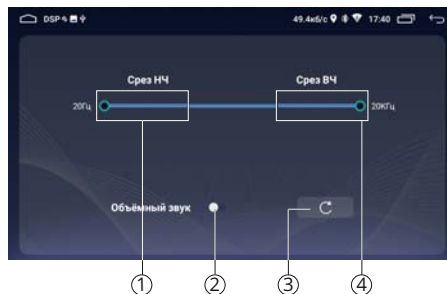 DSP 49.4кб/с 17:40
Срез НЧ Срез ВЧ
20Гц 20КГц
Объёмный звук
1 2 3 4